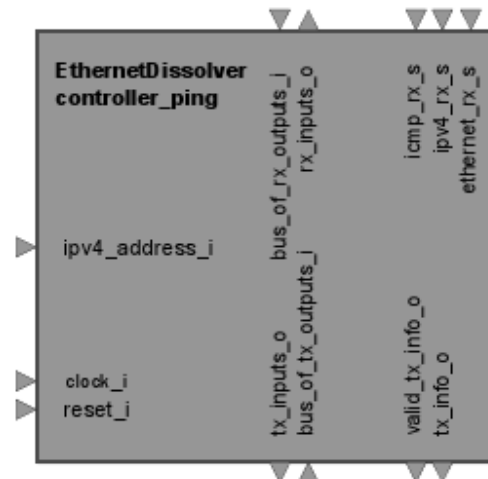 EthernetDissolver
controller_ping
bus_of_rx_outputs_i
rx_inputs_o
icmp_rx_s
ipv4_rx_s
ethernet_rx_s
ipv4_address_i
clock_i
reset_i
tx_inputs_o
bus_of_tx_outputs_i
valid_tx_info_o
tx_info_o